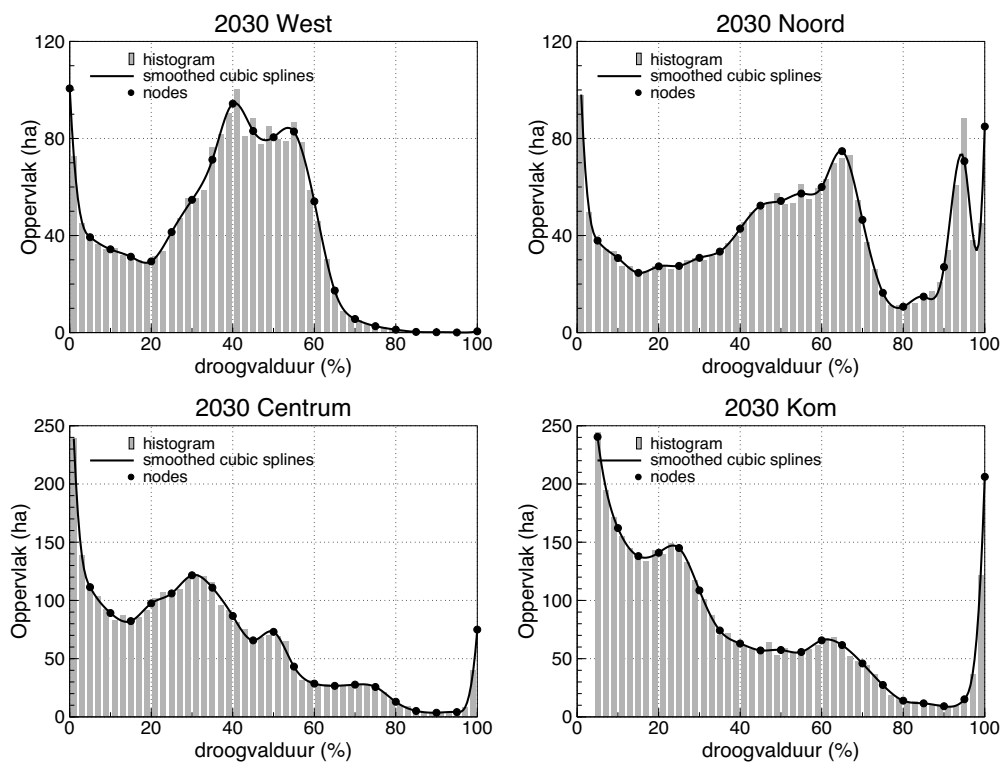 2030 West
120
80
40
0
Oppervlak (ha)
histogram
smoothed cubic splines
nodes
0 20 40 60 80 100
droogvalduur (%)
2030 Noord
120
80
40
0
Oppervlak (ha)
histogram
smoothed cubic splines
nodes
0 20 40 60 80 100
droogvalduur (%)
2030 Centrum
250
200
150
100
50
0
Oppervlak (ha)
histogram
smoothed cubic splines
nodes
0 20 40 60 80 100
droogvalduur (%)
2030 Kom
250
200
150
100
50
0
Oppervlak (ha)
histogram
smoothed cubic splines
nodes
0 20 40 60 80 100
droogvalduur (%)